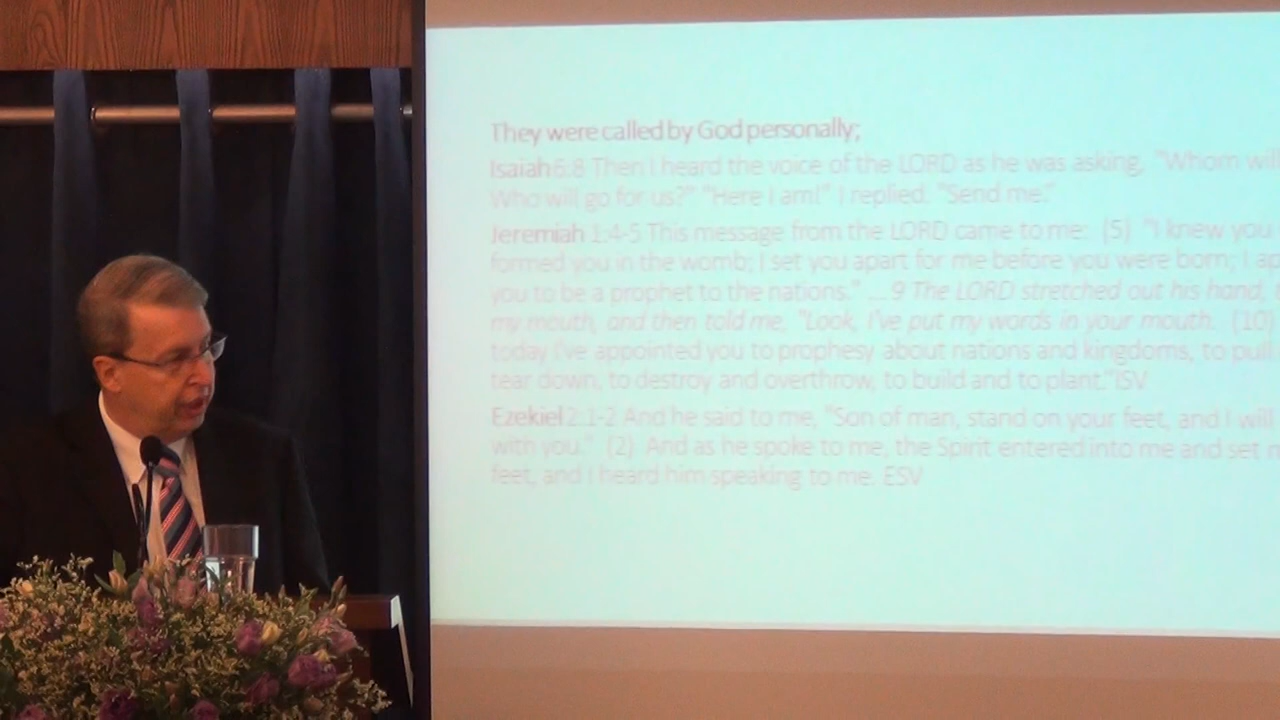 They were called by God personally;
Isaiah 6:8 Then I heard the voice of the LORD as he was asking, "Whom will
Who will go for us?" "Here I am!" I replied. "Send me."
Jeremiah 1:4-5 This message from the LORD came to me: (5) "I knew you
formed you in the womb; I set you apart for me before you were born; I
you to be a prophet to the nations." ...9 The LORD stretched out his hand,
my mouth, and then told me, "Look, I've put my words in your mouth. (10)
today I've appointed you to prophesy about nations and kingdoms, to pull
tear down, to destroy and overthrow, to build and to plant."ISV
Ezekiel 2:1-2 And he said to me, "Son of man, stand on your feet, and I will
with you." (2) And as he spoke to me, the Spirit entered into me and set
feet, and I heard him speaking to me. ESV